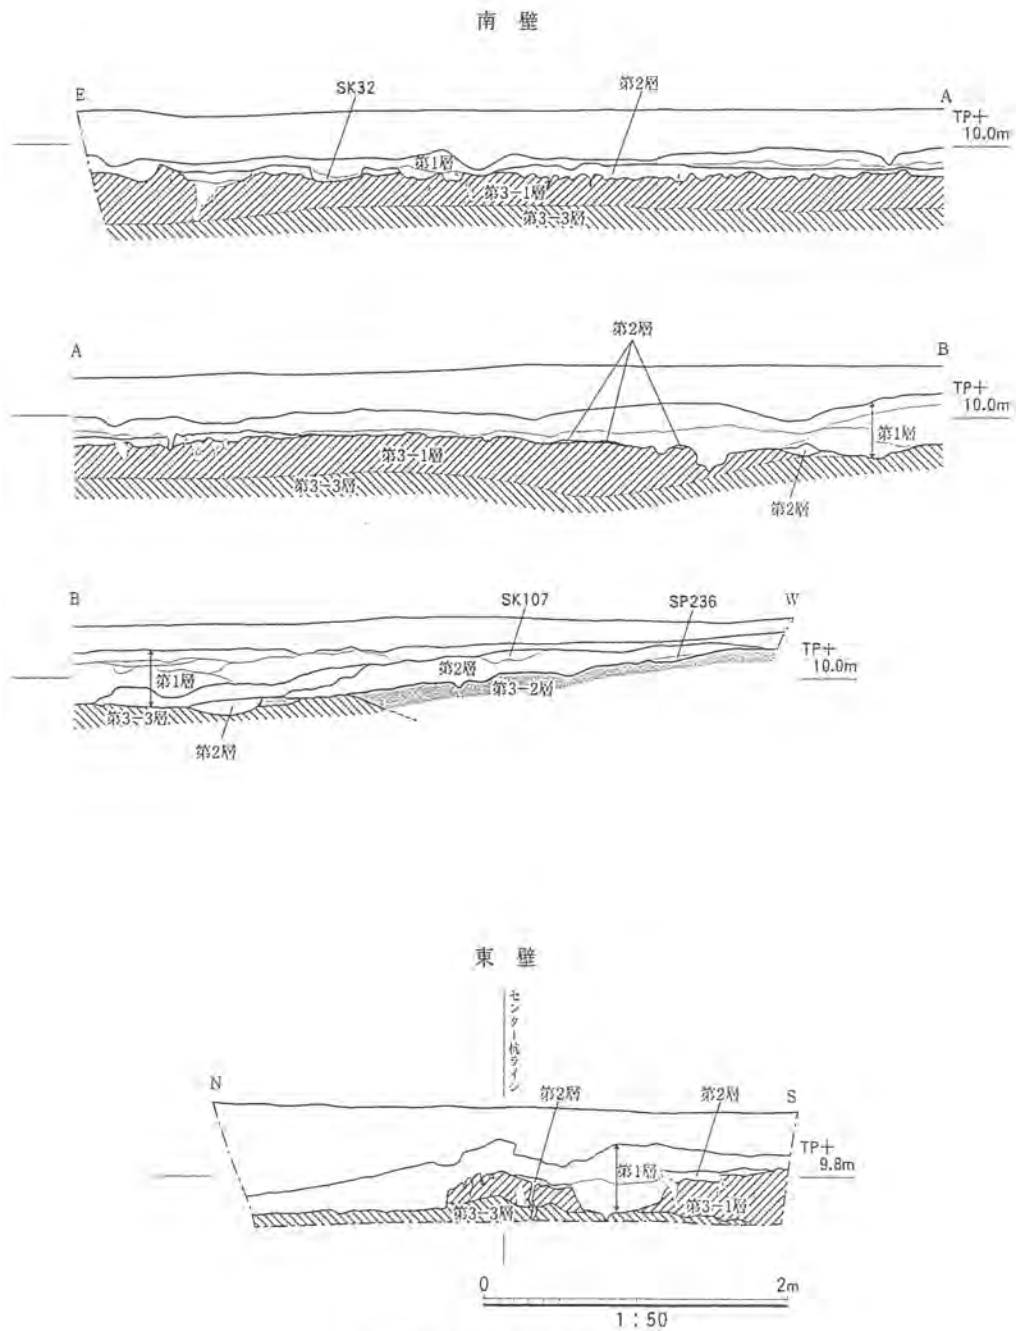 南 壁
E
SK32
第2層
A
TP+
10.0m
第1層
第3-1層
第3-3層
A
第2層
B
TP+
10.0m
第1層
第3-1層
第3-3層
第2層
B
SK107
SP236
W
TP+
10.0m
第1層
第2層
第3-2層
第3-3層
第2層
東 壁
センター杭ライン
N
第2層
第2層
S
TP+
9.8m
第1層
第3-3層
第3-1層
0
2m
1:50